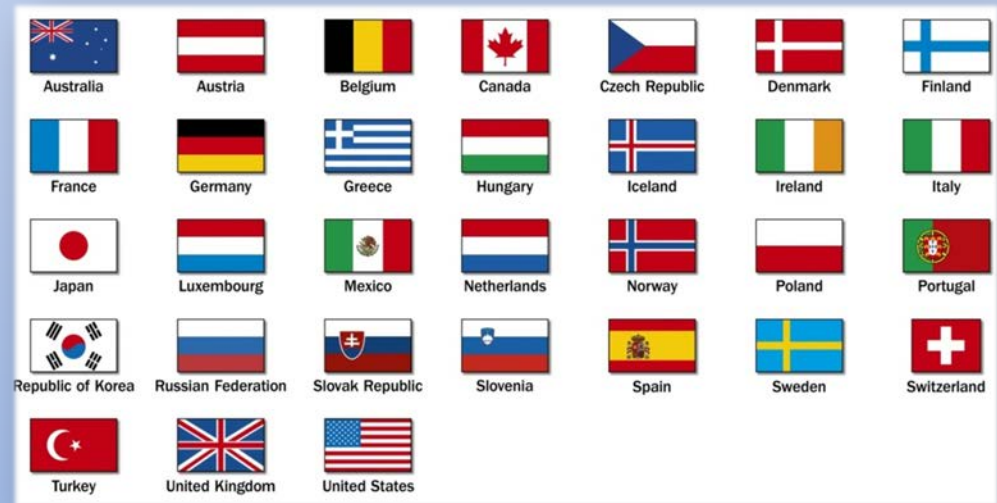 Australia
Austria
Belgium
Canada
Czech Republic
Denmark
Finland
France
Germany
Greece
Hungary
Iceland
Ireland
Italy
Japan
Luxembourg
Mexico
Netherlands
Norway
Poland
Portugal
Republic of Korea
Russian Federation
Slovak Republic
Slovenia
Spain
Sweden
Switzerland
Turkey
United Kingdom
United States